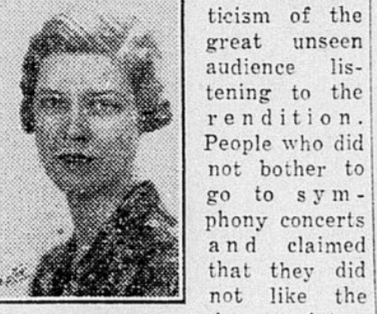 ticism of the
great unseen
audience lis-
tening to the
rendition.
People who did
not bother to
go to sym-
phony concerts
and claimed
that they did
not like the